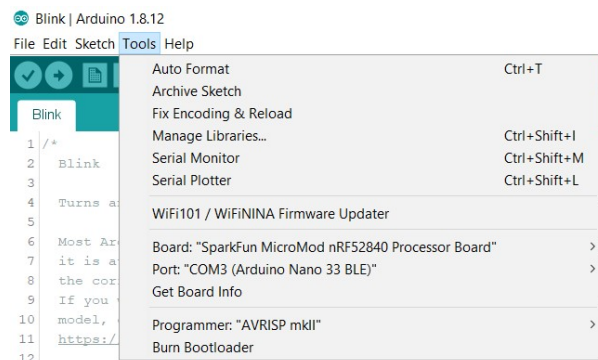 Blink | Arduino 1.8.12
File Edit Sketch Tools Help
Auto Format Ctrl+T
Archive Sketch
Fix Encoding & Reload
Manage Libraries... Ctrl+Shift+I
Serial Monitor Ctrl+Shift+M
Serial Plotter Ctrl+Shift+L
WiFi101 / WiFiNINA Firmware Updater
Board: "SparkFun MicroMod nRF52840 Processor Board"
Port: "COM3 (Arduino Nano 33 BLE)"
Get Board Info
Programmer: "AVRISP mkII"
Burn Bootloader
Blink
1 /*
2 Blink
3
4 Turns a
5
6 Most Ar
7 it is a
8 the cor
9 If you
10 model,
11 https:/
12